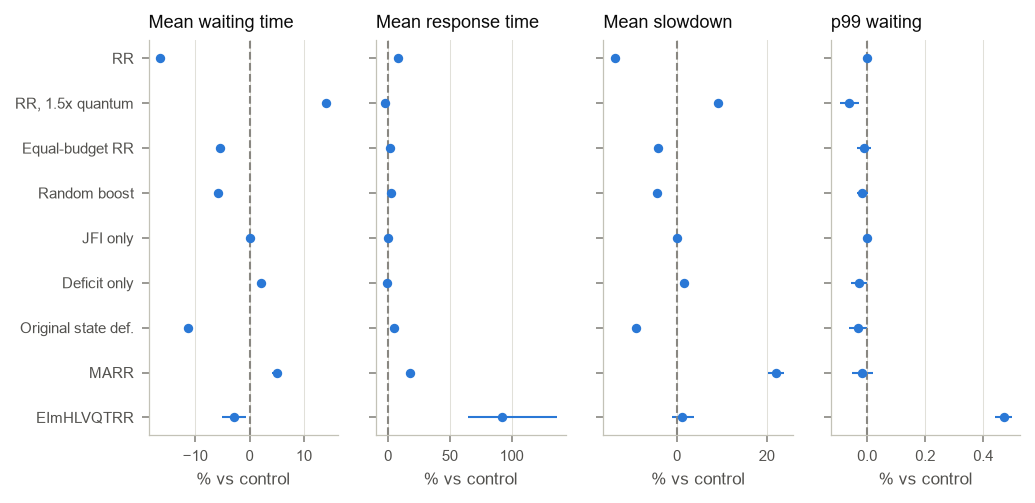 Mean waiting time
Mean response time
Mean slowdown
p99 waiting
RR
RR, 1.5x quantum
Equal-budget RR
Random boost
JFI only
Deficit only
Original state def.
MARR
EImHLVQTRR
−10 0 10
0 50 100
0 20
0.0 0.2 0.4
% vs control
% vs control
% vs control
% vs control